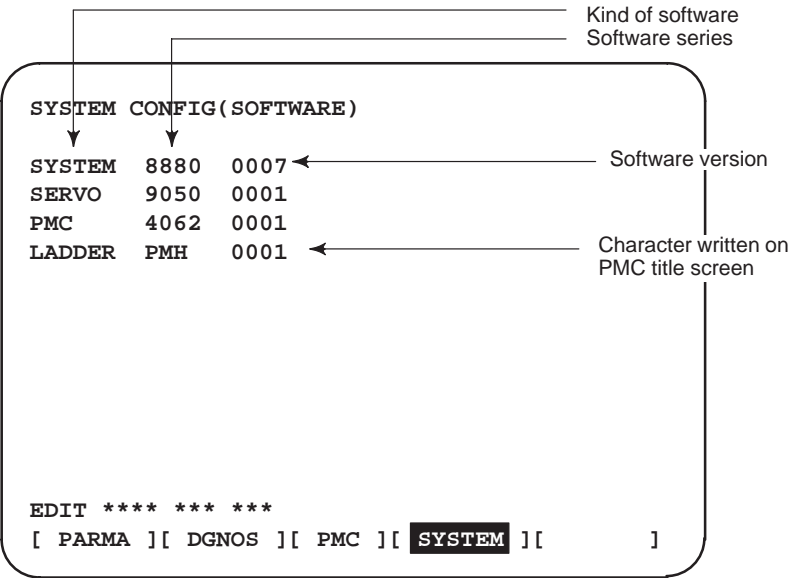 Kind of software
Software series
SYSTEM CONFIG(SOFTWARE)
SYSTEM 8880 0007
Software version
SERVO 9050 0001
PMC 4062 0001
LADDER PMH 0001
Character written on
PMC title screen
EDIT **** *** ***
[ PARMA ][ DGNOS ][ PMC ][ SYSTEM ][ ]